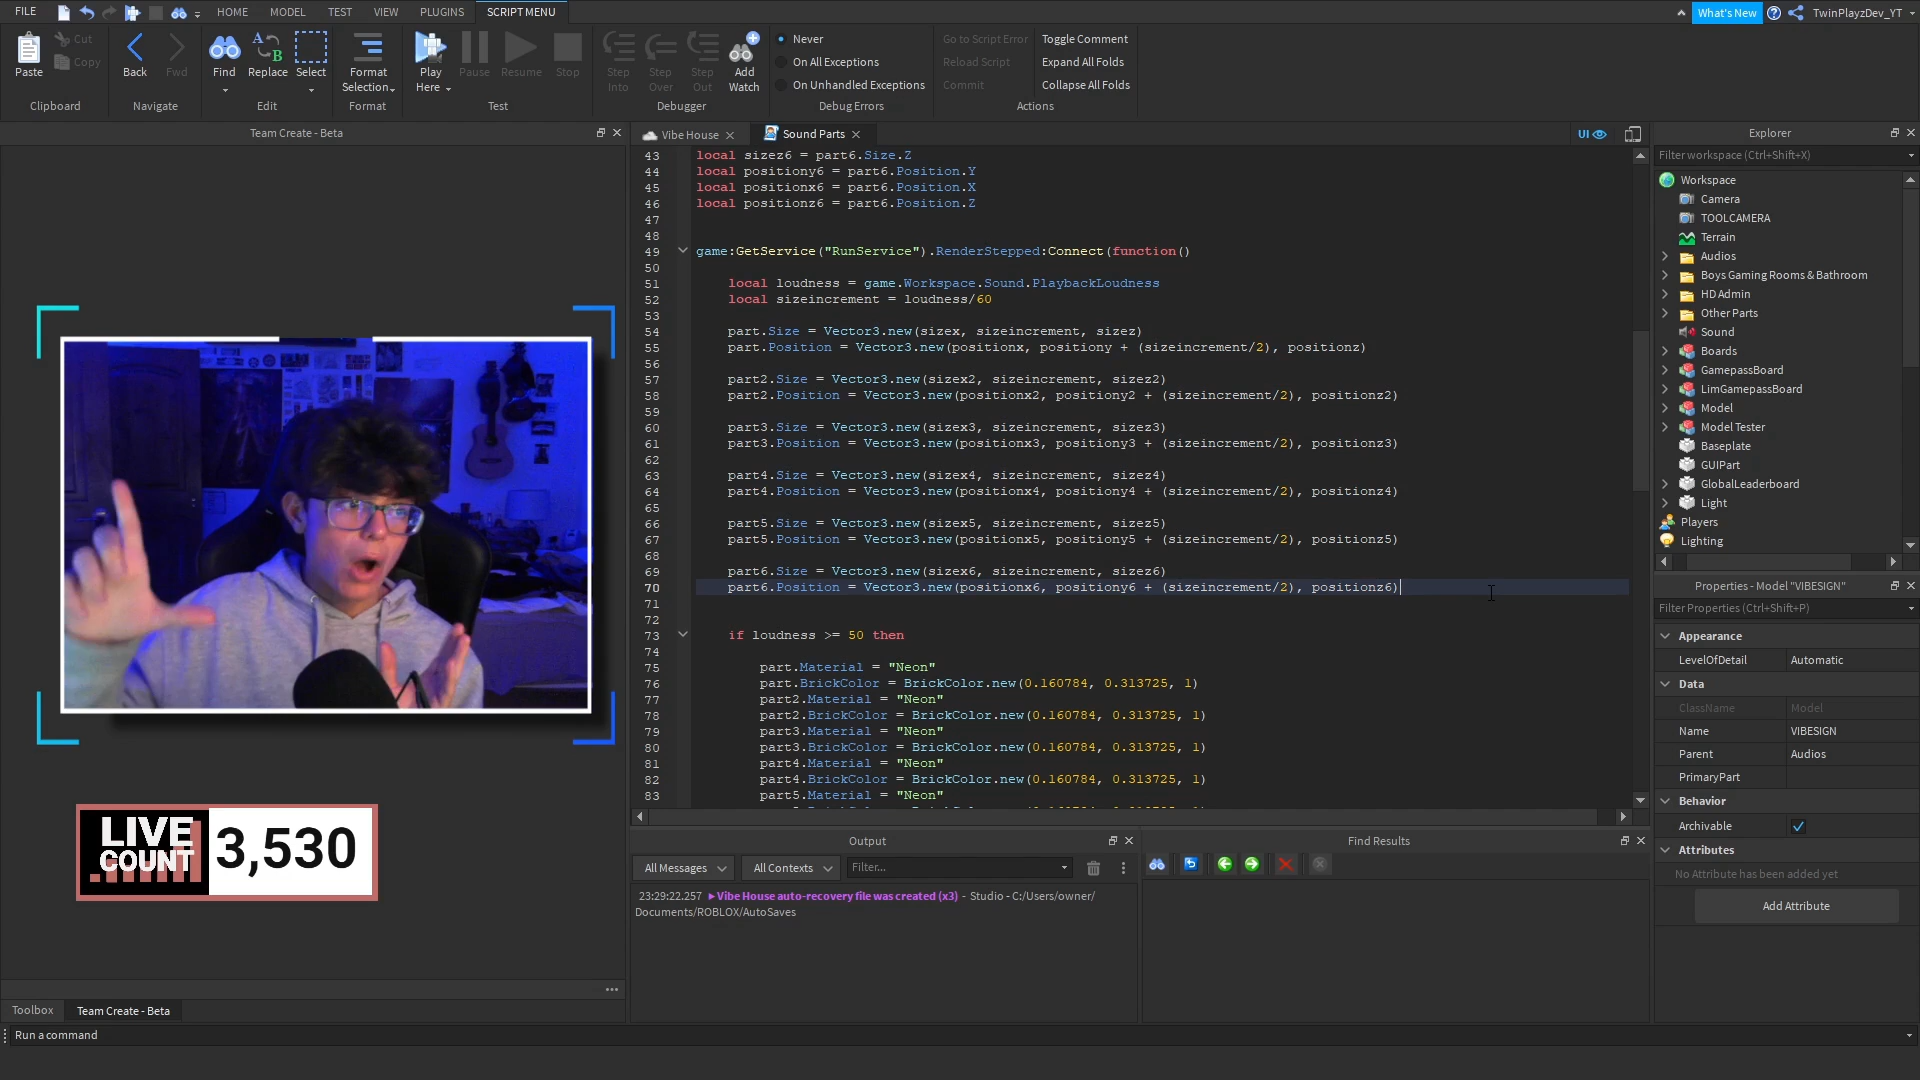 FILE
HOME
MODEL
TEST
VIEW
PLUGINS
SCRIPT MENU
What's New
TwinPlayzDev_YT
Paste
Cut
Copy
Clipboard
Back
Fwd
Navigate
Find
Replace
Select
Edit
Format
Selection
Format
Play
Here
Pause
Resume
Stop
Test
Step
Into
Step
Over
Step
Out
Add
Watch
Debugger
Never
On All Exceptions
On Unhandled Exceptions
Debug Errors
Go to Script Error
Reload Script
Commit
Toggle Comment
Expand All Folds
Collapse All Folds
Actions
Team Create - Beta
Vibe House
Sound Parts
UI
43 local sizez6 = part6.Size.Z
44 local positiony6 = part6.Position.Y
45 local positionx6 = part6.Position.X
46 local positionz6 = part6.Position.Z
47
48
49 game:GetService("RunService").RenderStepped:Connect(function()
50
51 local loudness = game.Workspace.Sound.PlaybackLoudness
52 local sizeincrement = loudness/60
53
54 part.Size = Vector3.new(sizex, sizeincrement, sizez)
55 part.Position = Vector3.new(positionx, positiony + (sizeincrement/2), positionz)
56
57 part2.Size = Vector3.new(sizex2, sizeincrement, sizez2)
58 part2.Position = Vector3.new(positionx2, positiony2 + (sizeincrement/2), positionz2)
59
60 part3.Size = Vector3.new(sizex3, sizeincrement, sizez3)
61 part3.Position = Vector3.new(positionx3, positiony3 + (sizeincrement/2), positionz3)
62
63 part4.Size = Vector3.new(sizex4, sizeincrement, sizez4)
64 part4.Position = Vector3.new(positionx4, positiony4 + (sizeincrement/2), positionz4)
65
66 part5.Size = Vector3.new(sizex5, sizeincrement, sizez5)
67 part5.Position = Vector3.new(positionx5, positiony5 + (sizeincrement/2), positionz5)
68
69 part6.Size = Vector3.new(sizex6, sizeincrement, sizez6)
70 part6.Position = Vector3.new(positionx6, positiony6 + (sizeincrement/2), positionz6)
71
72
73 if loudness >= 50 then
74
75 part.Material = "Neon"
76 part.BrickColor = BrickColor.new(0.160784, 0.313725, 1)
77 part2.Material = "Neon"
78 part2.BrickColor = BrickColor.new(0.160784, 0.313725, 1)
79 part3.Material = "Neon"
80 part3.BrickColor = BrickColor.new(0.160784, 0.313725, 1)
81 part4.Material = "Neon"
82 part4.BrickColor = BrickColor.new(0.160784, 0.313725, 1)
83 part5.Material = "Neon"
Explorer
Filter workspace (Ctrl+Shift+X)
Workspace
Camera
TOOLCAMERA
Terrain
Audios
Boys Gaming Rooms & Bathroom
HD Admin
Other Parts
Sound
Boards
GamepassBoard
LimGamepassBoard
Model
Model Tester
Baseplate
GUIPart
GlobalLeaderboard
Light
Players
Lighting
Properties - Model "VIBESIGN"
Filter Properties (Ctrl+Shift+P)
Appearance
LevelOfDetail Automatic
Data
ClassName Model
Name VIBESIGN
Parent Audios
PrimaryPart
Behavior
Archivable
Attributes
No Attribute has been added yet
Add Attribute
LIVE
COUNT
3,530
Output
All Messages
All Contexts
Filter...
23:29:22.257 Vibe House auto-recovery file was created (x3) - Studio - C:/Users/owner/
Documents/ROBLOX/AutoSaves
Find Results
Toolbox
Team Create - Beta
Run a command